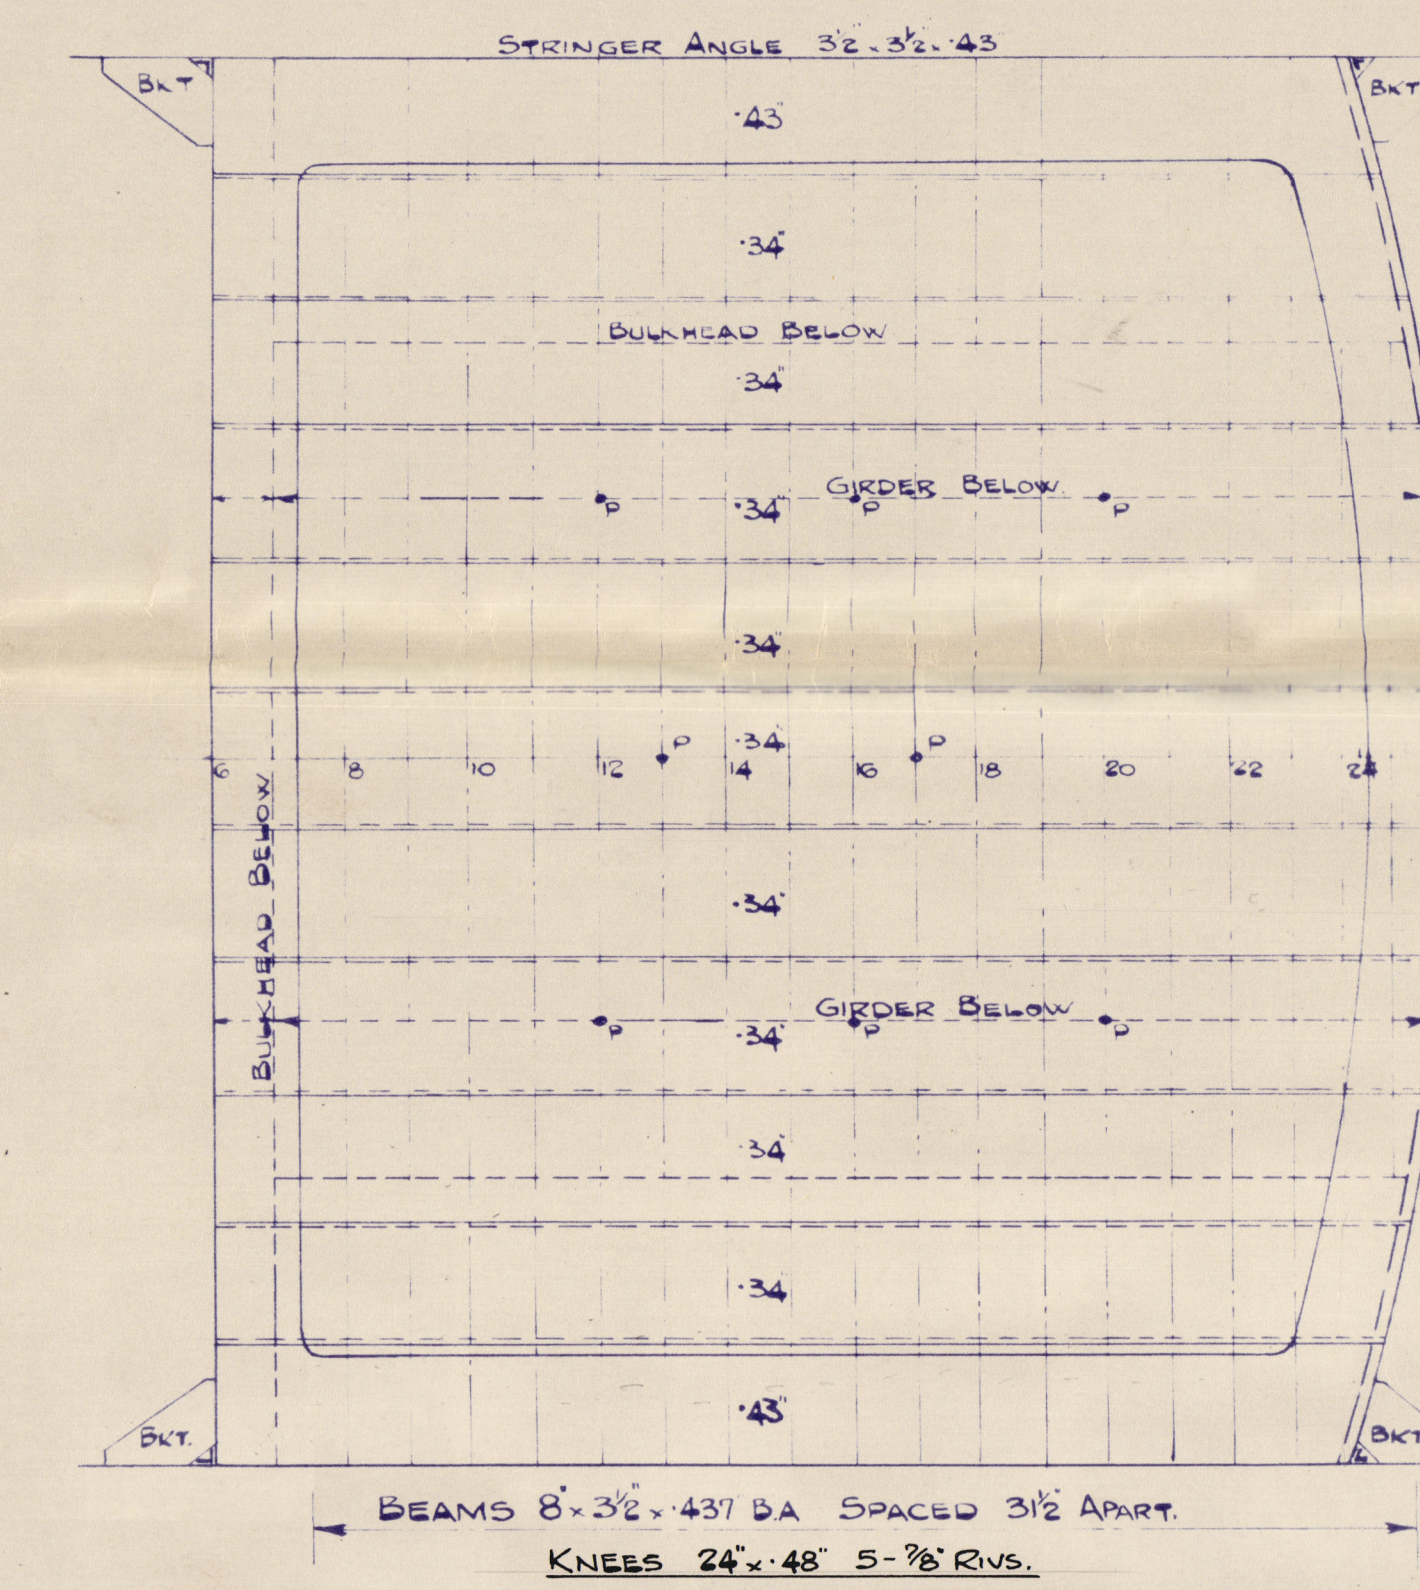 STRINGER ANGLE 3½" × 3½" × ·43"
BKT
BKT
·43"
·34"
BULKHEAD BELOW
·34"
GIRDER BELOW
·34"
P P P
·34"
·34"
P P
6 8 10 12 14 16 18 20 22 24
BULKHEAD BELOW
·34"
GIRDER BELOW
·34"
P P P
·34"
·34
·43"
BKT.
BKT
BEAMS 8" × 3½" × ·437" B.A SPACED 31½" APART.
KNEES 24" × ·48" 5-⅞" RIVS.